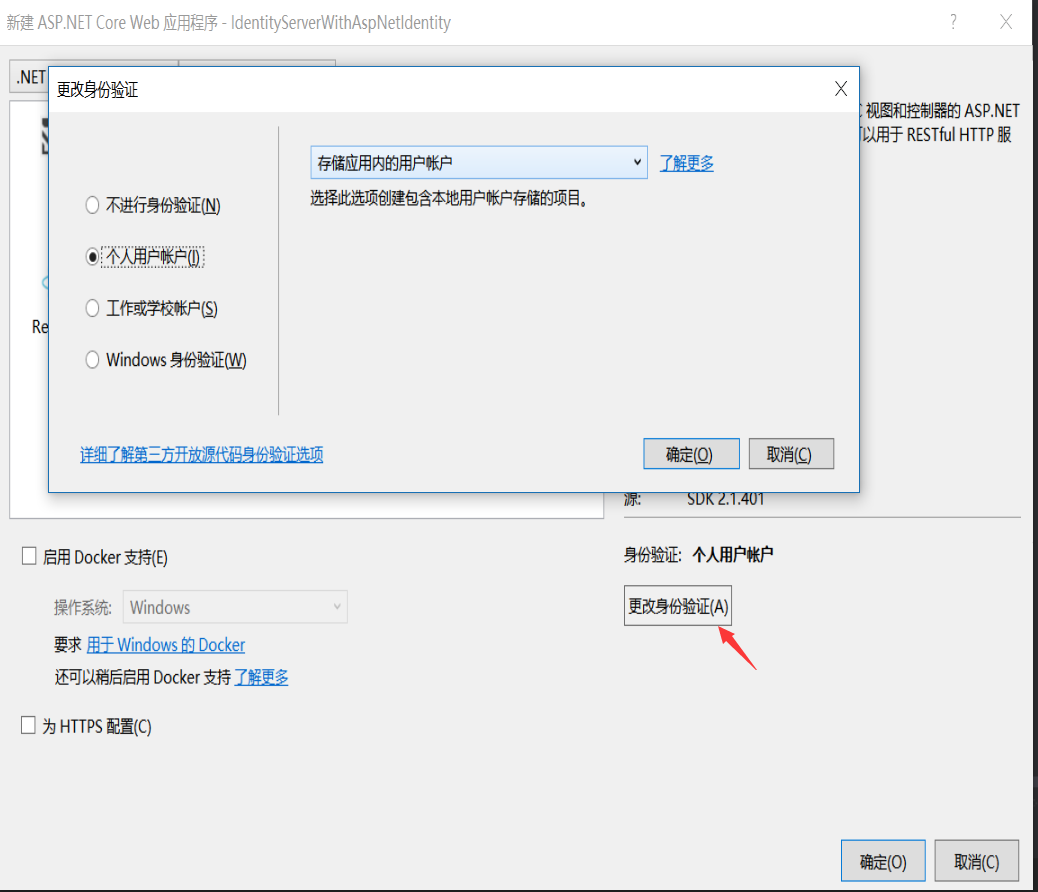 新建 ASP.NET Core Web 应用程序 - IdentityServerWithAspNetIdentity
?
.NET
更改身份验证
视图和控制器的 ASP.NET
以用于 RESTful HTTP 服
存储应用内的用户帐户
了解更多
选择此选项创建包含本地用户帐户存储的项目。
不进行身份验证(N)
个人用户帐户(I)
工作或学校帐户(S)
Windows 身份验证(W)
Re
详细了解第三方开放源代码身份验证选项
确定(O)
取消(C)
源: SDK 2.1.401
启用 Docker 支持(E)
身份验证: 个人用户帐户
操作系统: Windows
更改身份验证(A)
要求 用于 Windows 的 Docker
还可以稍后启用 Docker 支持 了解更多
为 HTTPS 配置(C)
确定(O)
取消(C)